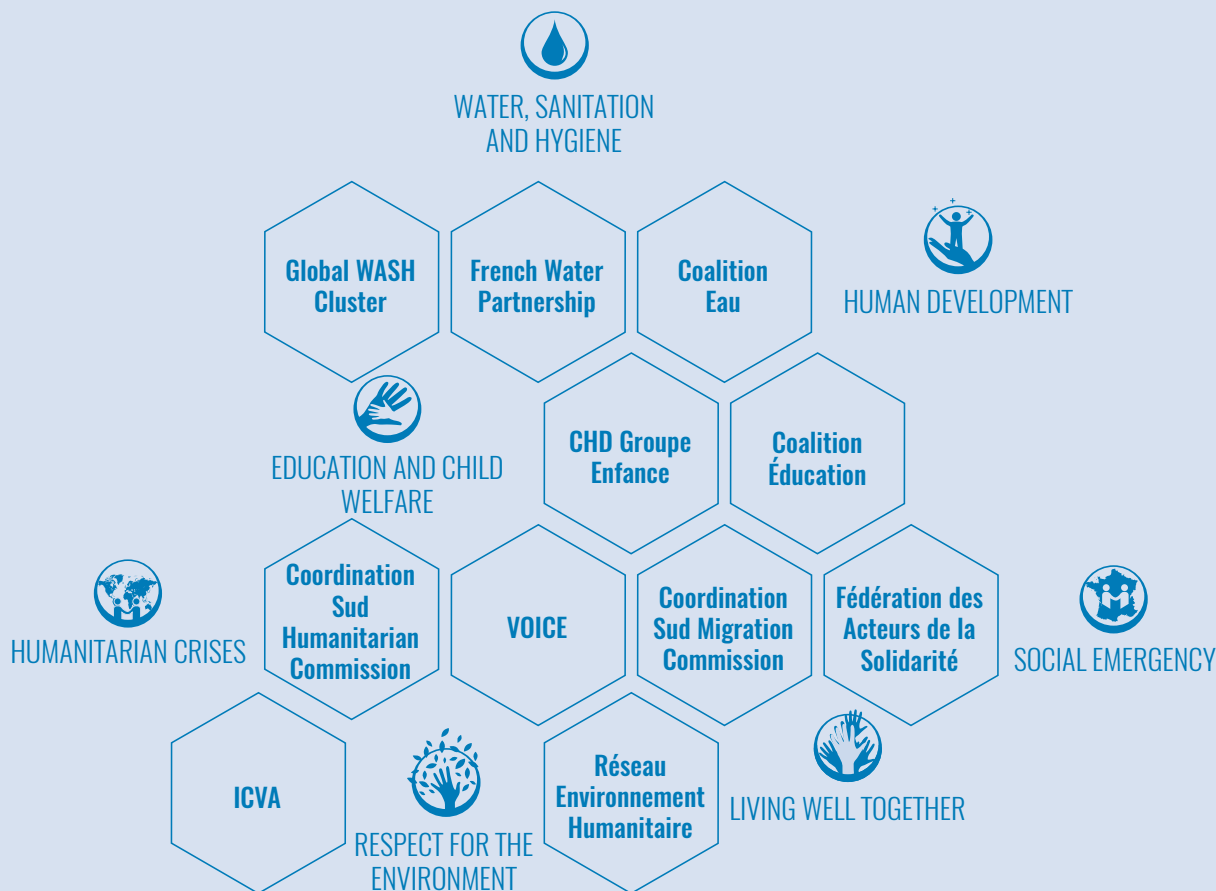 WATER, SANITATION
AND HYGIENE
Global WASH
Cluster
French Water
Partnership
Coalition
Eau
HUMAN DEVELOPMENT
EDUCATION AND CHILD
WELFARE
CHD Groupe
Enfance
Coalition
Éducation
HUMANITARIAN CRISES
Coordination
Sud
Humanitarian
Commission
VOICE
Coordination
Sud Migration
Commission
Fédération des
Acteurs de la
Solidarité
SOCIAL EMERGENCY
ICVA
RESPECT FOR THE
ENVIRONMENT
Réseau
Environnement
Humanitaire
LIVING WELL TOGETHER